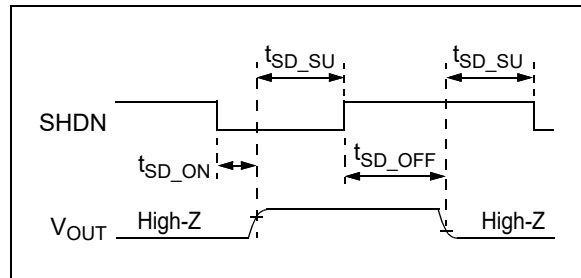 tSD_SU tSD_SU
SHDN
tSD_ON tSD_OFF
VOUT High-Z High-Z